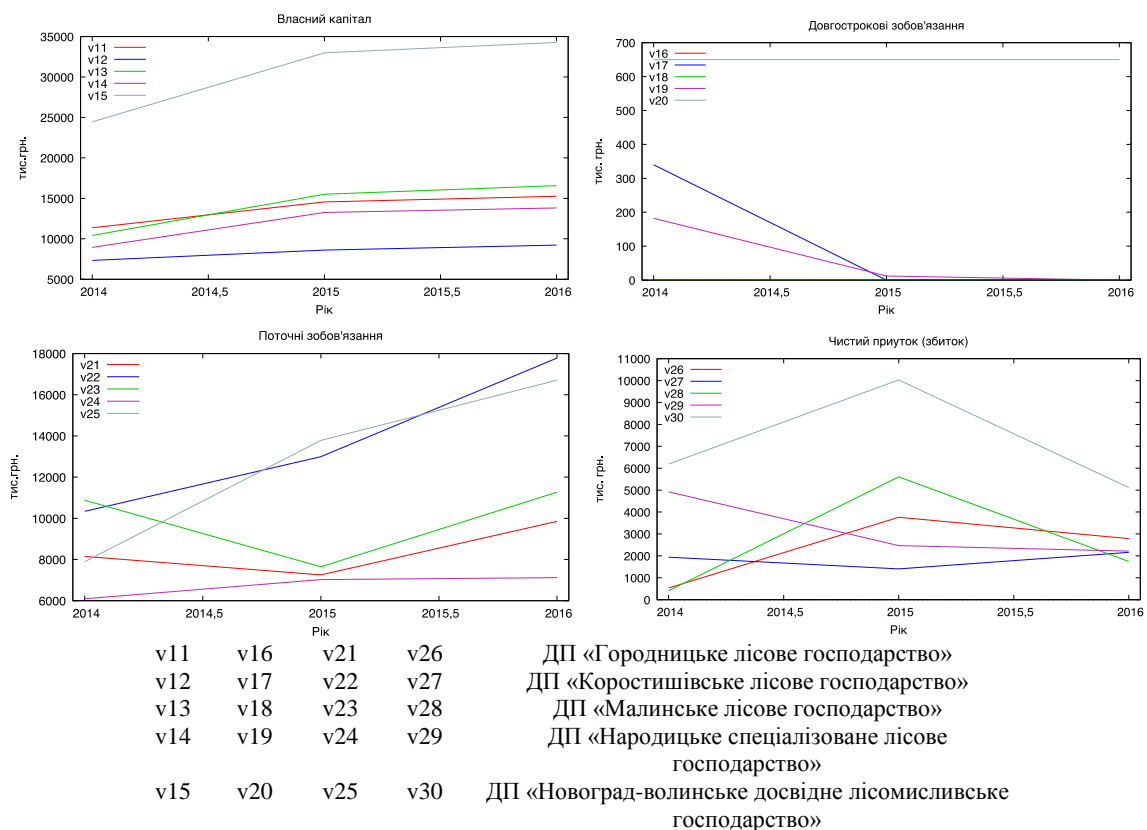 Власний капітал
35000
30000
25000
20000
15000
10000
5000
тис.грн.
v11
v12
v13
v14
v15
2014 2014,5 2015 2015,5 2016
Рік
Довгострокові зобов'язання
700
600
500
400
300
200
100
0
тис. грн.
v16
v17
v18
v19
v20
2014 2014,5 2015 2015,5 2016
Рік
Поточні зобов'язання
18000
16000
14000
12000
10000
8000
6000
тис.грн.
v21
v22
v23
v24
v25
2014 2014,5 2015 2015,5 2016
Рік
Чистий приуток (збиток)
11000
10000
9000
8000
7000
6000
5000
4000
3000
2000
1000
0
тис. грн.
v26
v27
v28
v29
v30
2014 2014,5 2015 2015,5 2016
Рік
v11 v16 v21 v26 ДП «Городницьке лісове господарство»
v12 v17 v22 v27 ДП «Коростишівське лісове господарство»
v13 v18 v23 v28 ДП «Малинське лісове господарство»
v14 v19 v24 v29 ДП «Народицьке спеціалізоване лісове
господарство»
v15 v20 v25 v30 ДП «Новоград-волинське досвідне лісомисливське
господарство»